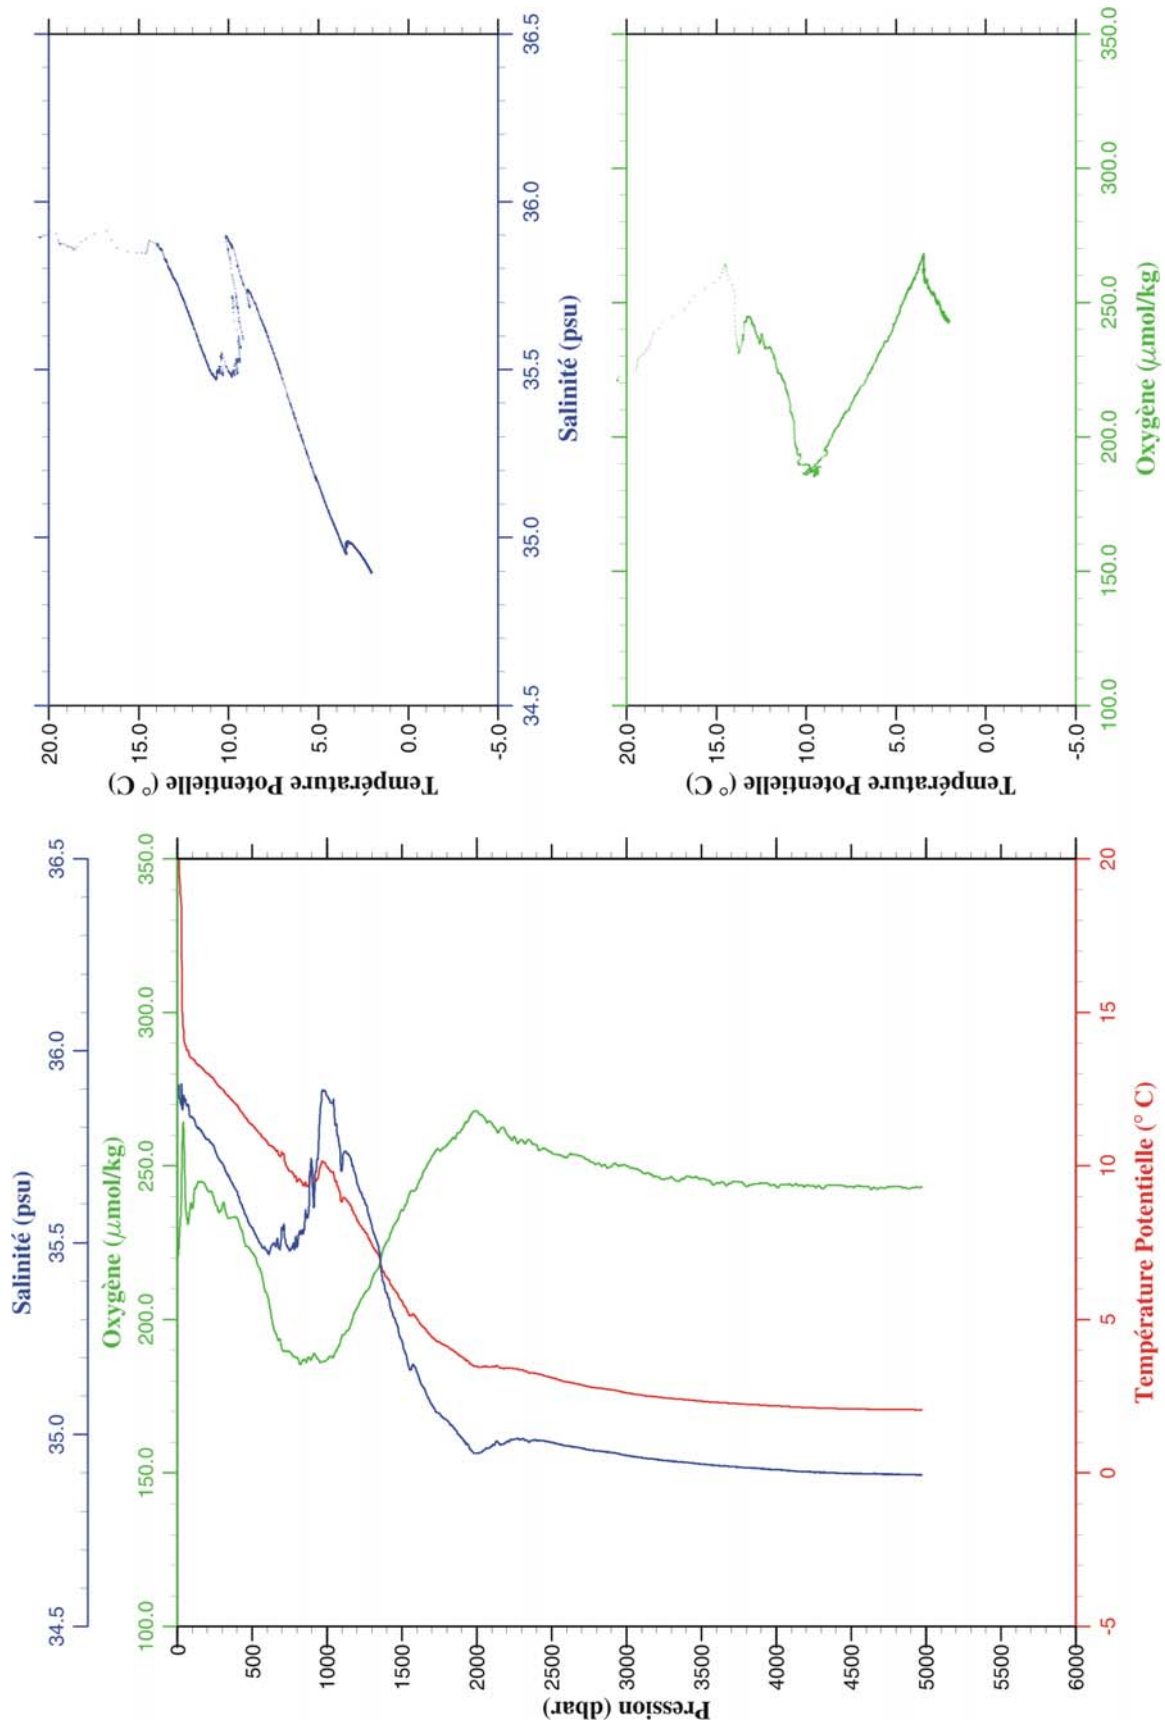 Salinité (psu)
34.5 35.0 35.5 36.0 36.5
Oxygène (µmol/kg)
100.0 150.0 200.0 250.0 300.0 350.0
Pression (dbar)
0
500
1000
1500
2000
2500
3000
3500
4000
4500
5000
5500
6000
-5 0 5 10 15 20
Température Potentielle (° C)
Température Potentielle (° C)
20.0
15.0
10.0
5.0
0.0
-5.0
34.5 35.0 35.5 36.0 36.5
Salinité (psu)
Température Potentielle (° C)
20.0
15.0
10.0
5.0
0.0
-5.0
100.0 150.0 200.0 250.0 300.0 350.0
Oxygène (µmol/kg)